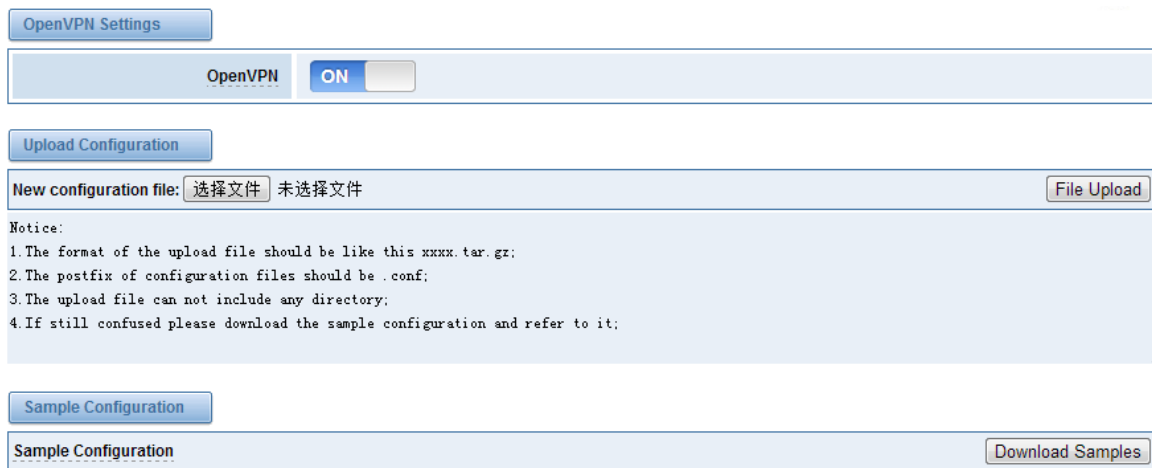 OpenVPN Settings
OpenVPN ON
Upload Configuration
New configuration file: 选择文件 未选择文件 File Upload
Notice:
1.The format of the upload file should be like this xxxx.tar.gz;
2.The postfix of configuration files should be .conf;
3.The upload file can not include any directory;
4.If still confused please download the sample configuration and refer to it;
Sample Configuration
Sample Configuration Download Samples